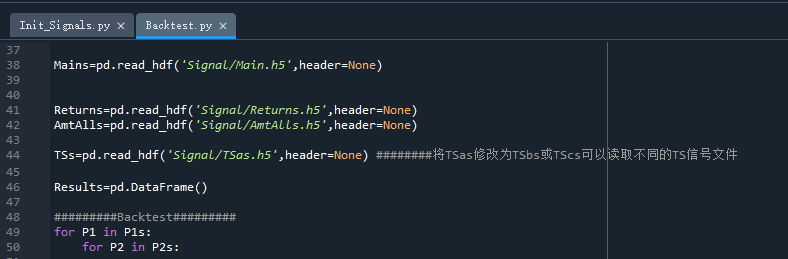 Init_Signals.py × Backtest.py ×
37
38 Mains=pd.read_hdf('Signal/Main.h5',header=None)
39
40
41 Returns=pd.read_hdf('Signal/Returns.h5',header=None)
42 AmtAlls=pd.read_hdf('Signal/AmtAlls.h5',header=None)
43
44 TSs=pd.read_hdf('Signal/TSas.h5',header=None) ########将TSas修改为TSbs或TScs可以读取不同的TS信号文件
45
46 Results=pd.DataFrame()
47
48 #########Backtest#########
49 for P1 in P1s:
50     for P2 in P2s: